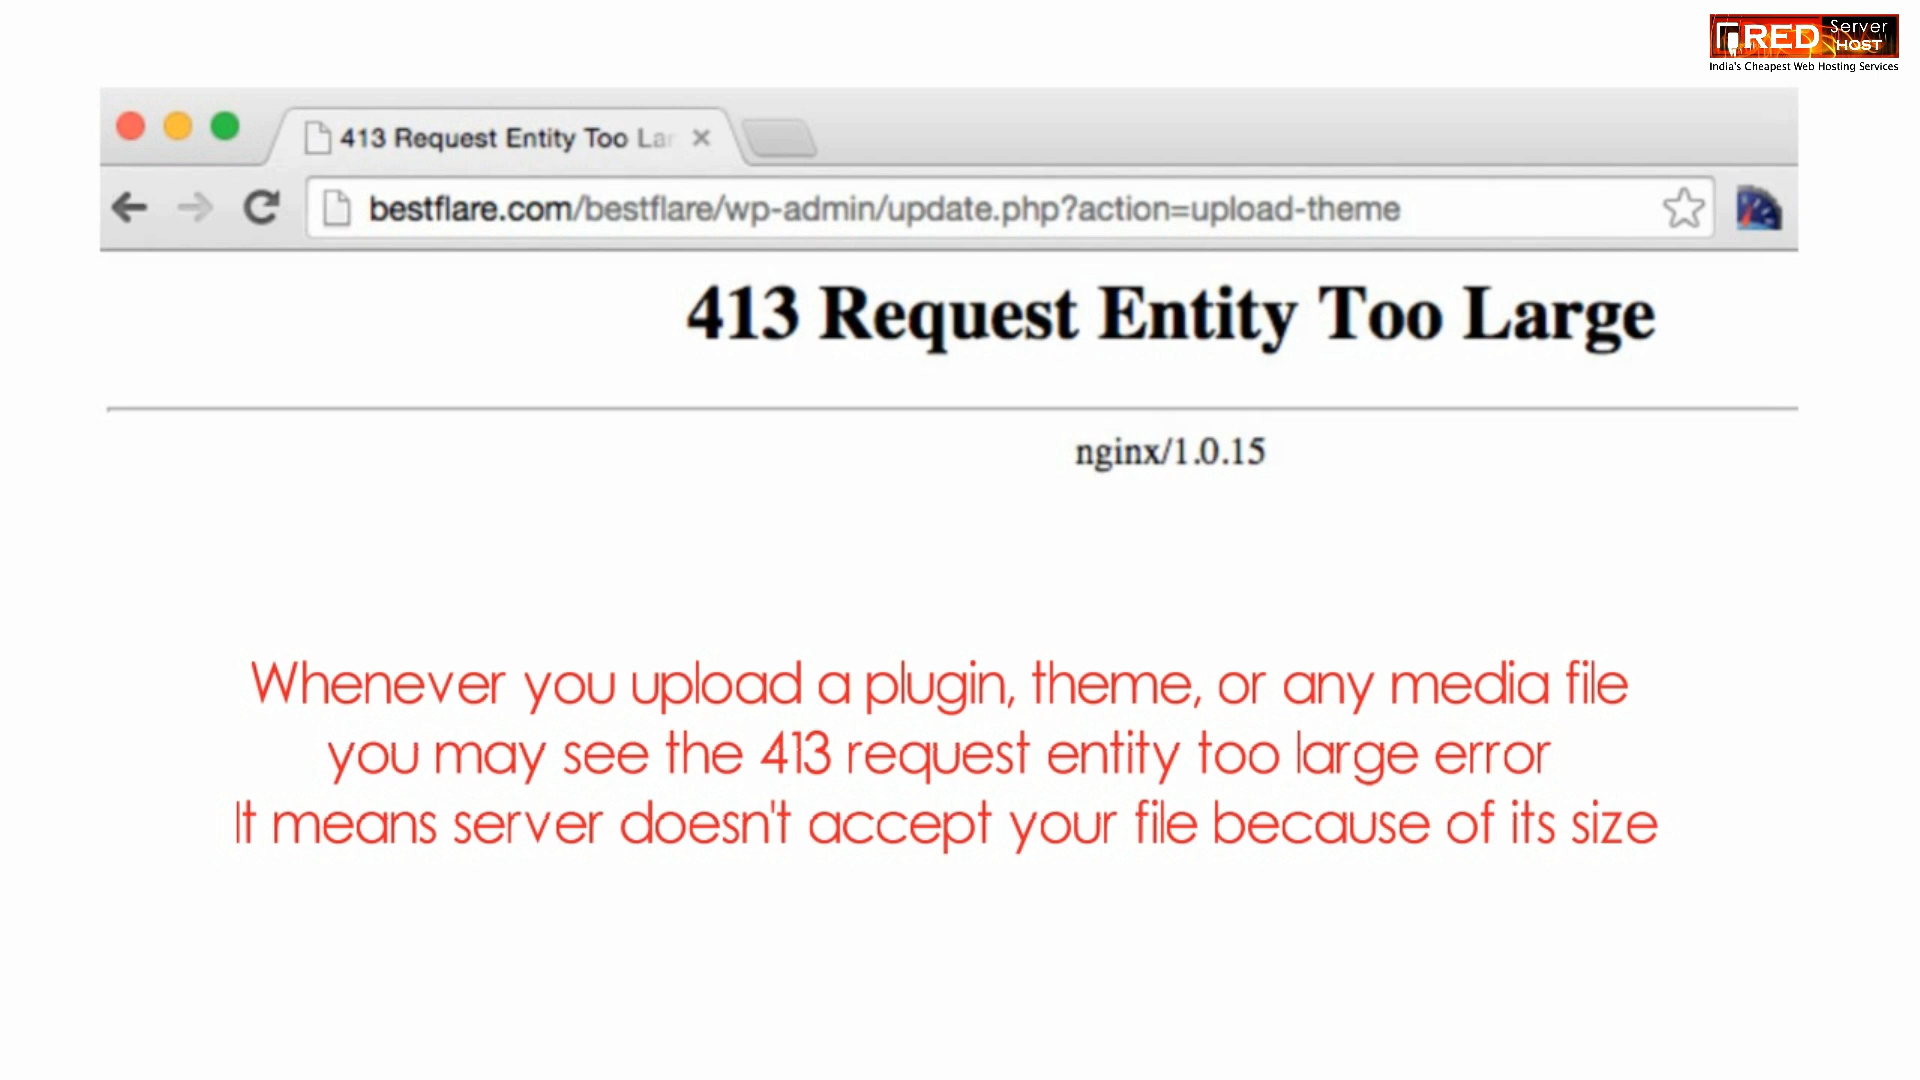 RED Server
HOST
India's Cheapest Web Hosting Services
413 Request Entity Too Lar
bestflare.com/bestflare/wp-admin/update.php?action=upload-theme
413 Request Entity Too Large
nginx/1.0.15
Whenever you upload a plugin, theme, or any media file
you may see the 413 request entity too large error
It means server doesn't accept your file because of its size